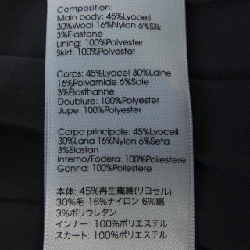 Composition:
Main body: 45%Lyocell
30%Wool 16%Nylon 6%Silk
3%Elastane
Lining: 100%Polyester
Skirt: 100%Polyester
Corps: 45%Lyocel 30%Laine
16%Polyamide 6%Soie
3%Elasthanne
Doublure: 100%Polyester
Jupe: 100%Polyester
Corpo principale: 45%Lyocell
30%Lana 16%Nylon 6%Seta
3%Elastan
Interno/Fodera: 100%Poliestere
Gonna: 100%Poliestere
本体: 45%再生繊維(リヨセル)
30%毛 16%ナイロン 6%絹
3%ポリウレタン
インナー 100%ポリエステル
スカート 100%ポリエステル